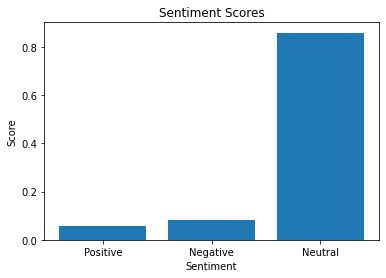 Sentiment Scores
0.8
0.6
0.4
0.2
0.0
Score
Positive Negative Neutral
Sentiment